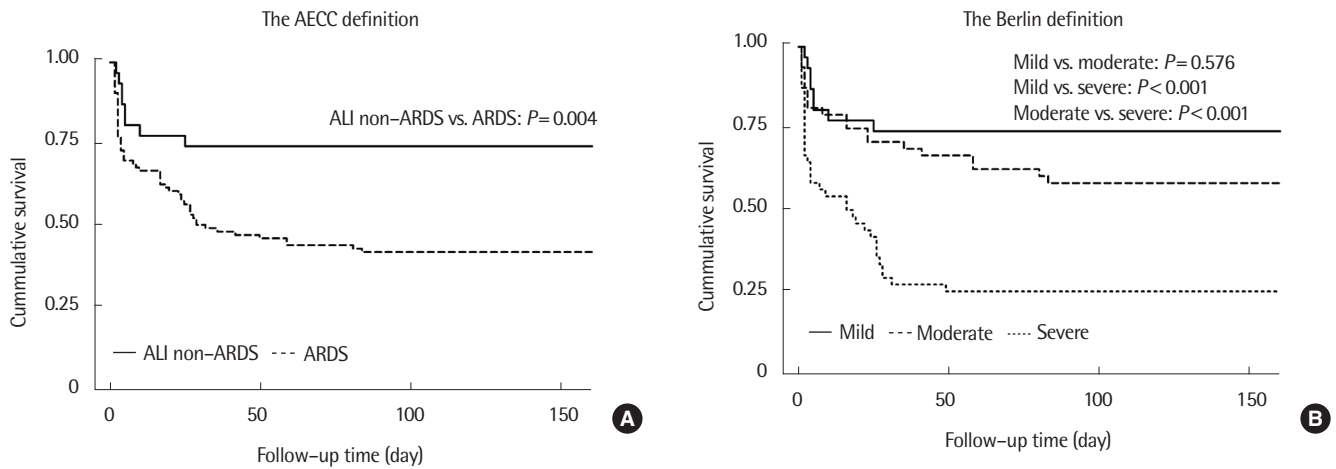 The AECC definition
1.00
0.75
0.50
0.25
0
Cummulative survival
ALI non–ARDS vs. ARDS: P= 0.004
ALI non–ARDS
ARDS
0 50 100 150
Follow–up time (day)
A
The Berlin definition
1.00
0.75
0.50
0.25
0
Cummulative survival
Mild vs. moderate: P= 0.576
Mild vs. severe: P< 0.001
Moderate vs. severe: P< 0.001
Mild
Moderate
Severe
0 50 100 150
Follow–up time (day)
B